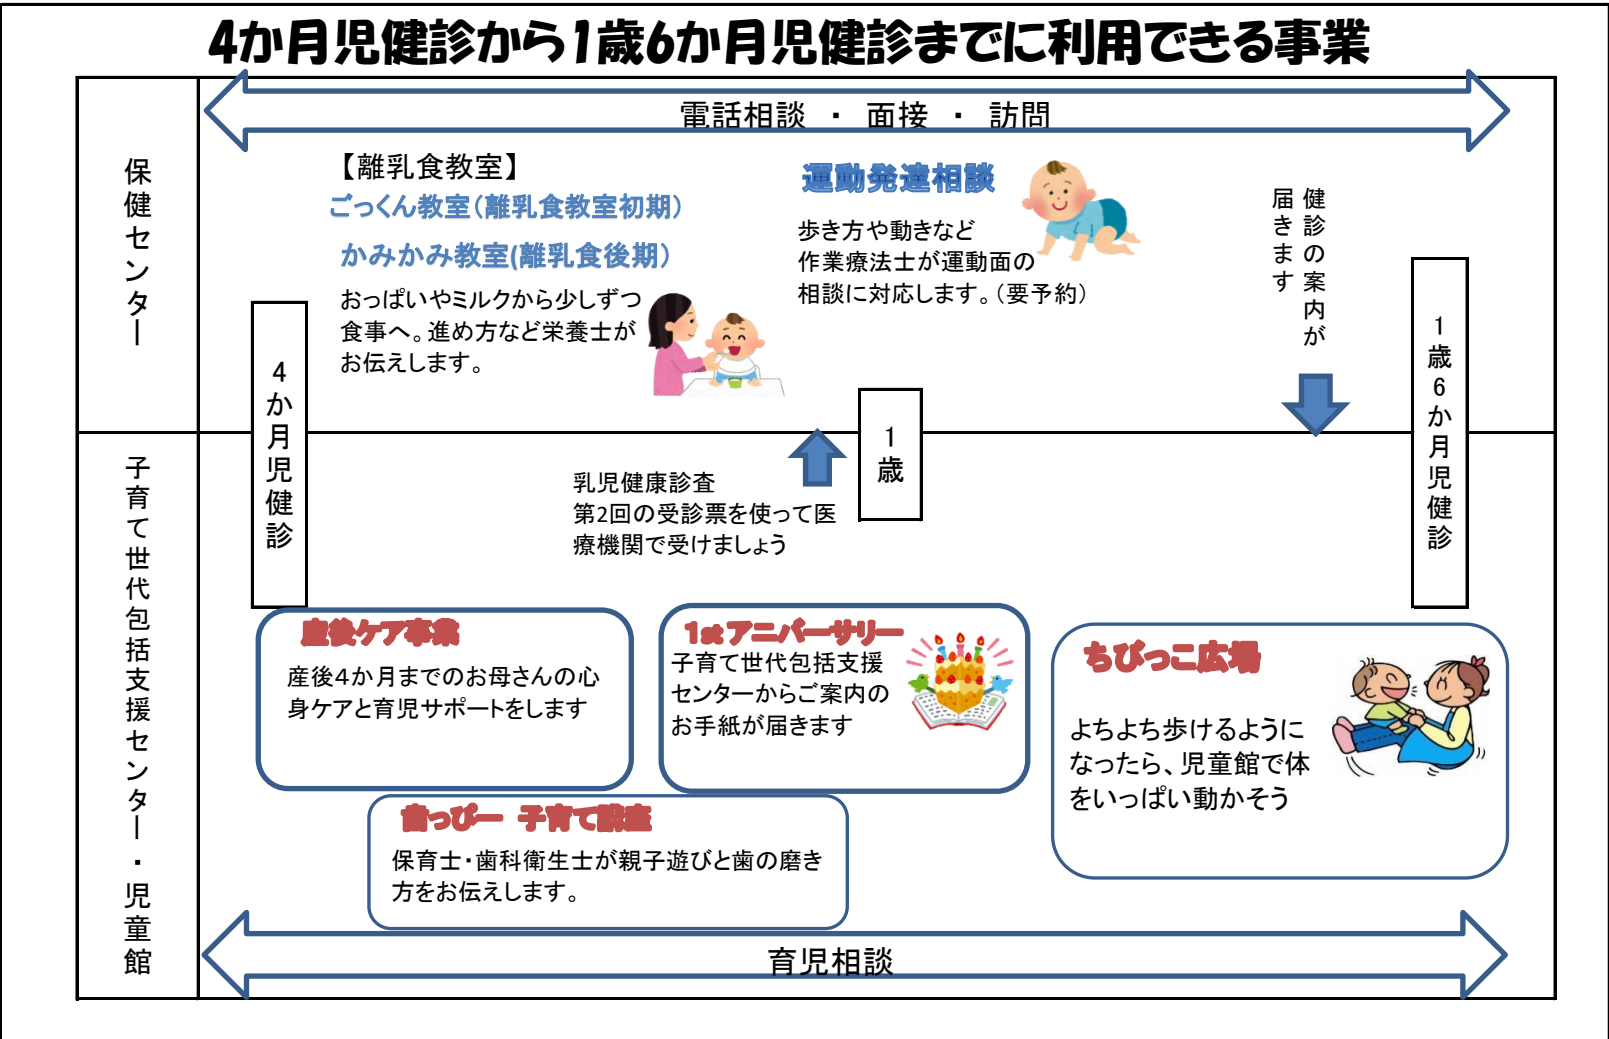 4か月児健診から1歳6か月児健診までに利用できる事業
保健センター
電話相談 ・ 面接 ・ 訪問
【離乳食教室】
ごっくん教室(離乳食教室初期)
かみかみ教室(離乳食後期)
おっぱいやミルクから少しずつ
食事へ。進め方など栄養士が
お伝えします。
運動発達相談
歩き方や動きなど
作業療法士が運動面の
相談に対応します。(要予約)
健診の案内が
届きます
4か月児健診
1歳
1歳6か月児健診
子育て世代包括支援センター・児童館
乳児健康診査
第2回の受診票を使って医
療機関で受けましょう
産後ケア事業
産後4か月までのお母さんの心
身ケアと育児サポートをします
1stアニバーサリー
子育て世代包括支援
センターからご案内の
お手紙が届きます
ちびっこ広場
よちよち歩けるように
なったら、児童館で体
をいっぱい動かそう
歯っぴー 子育て講座
保育士・歯科衛生士が親子遊びと歯の磨き
方をお伝えします。
育児相談